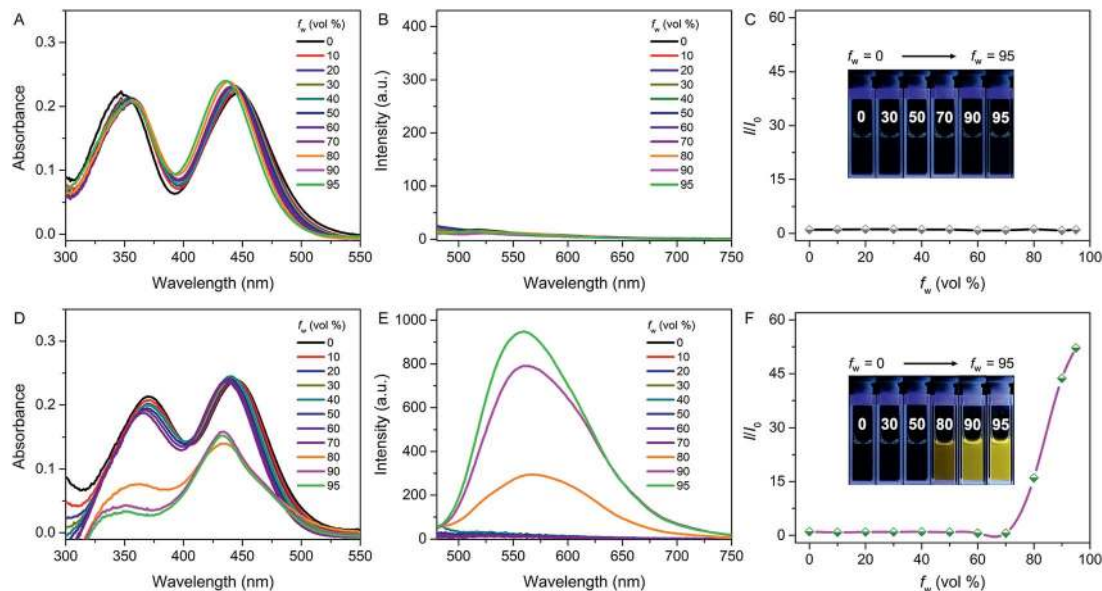 A
f_w (vol %)
0
10
20
30
40
50
60
70
80
90
95
0.3
0.2
0.1
0.0
Absorbance
300 350 400 450 500 550
Wavelength (nm)
B
f_w (vol %)
0
10
20
30
40
50
60
70
80
90
95
400
300
200
100
0
Intensity (a.u.)
500 550 600 650 700 750
Wavelength (nm)
C
f_w = 0 f_w = 95
0 30 50 70 90 95
60
45
30
15
0
I/I_0
0 20 40 60 80 100
f_w (vol %)
D
f_w (vol %)
0
10
20
30
40
50
60
70
80
90
95
0.3
0.2
0.1
0.0
Absorbance
300 350 400 450 500 550
Wavelength (nm)
E
f_w (vol %)
0
10
20
30
40
50
60
70
80
90
95
1000
800
600
400
200
0
Intensity (a.u.)
500 550 600 650 700 750
Wavelength (nm)
F
f_w = 0 f_w = 95
0 30 50 80 90 95
60
45
30
15
0
I/I_0
0 20 40 60 80 100
f_w (vol %)